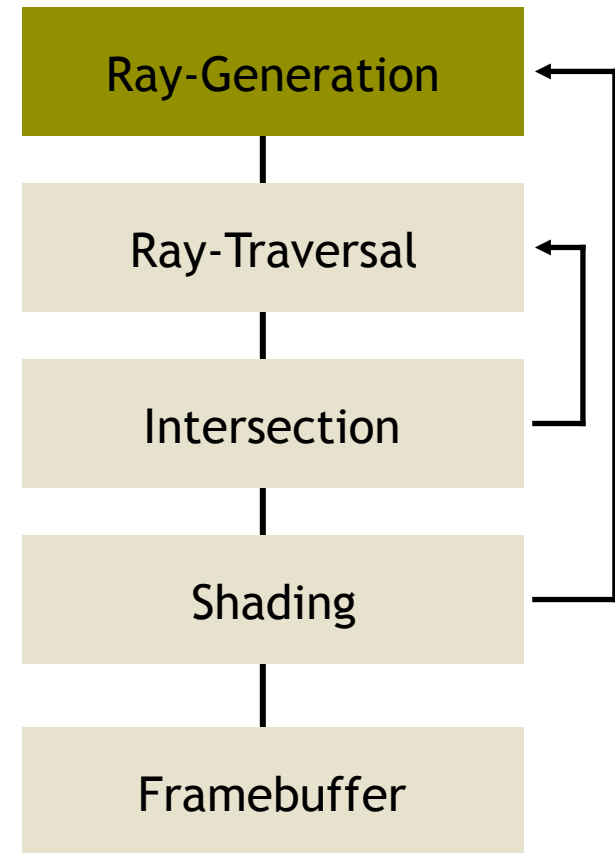 Ray-Generation
Ray-Traversal
Intersection
Shading
Framebuffer